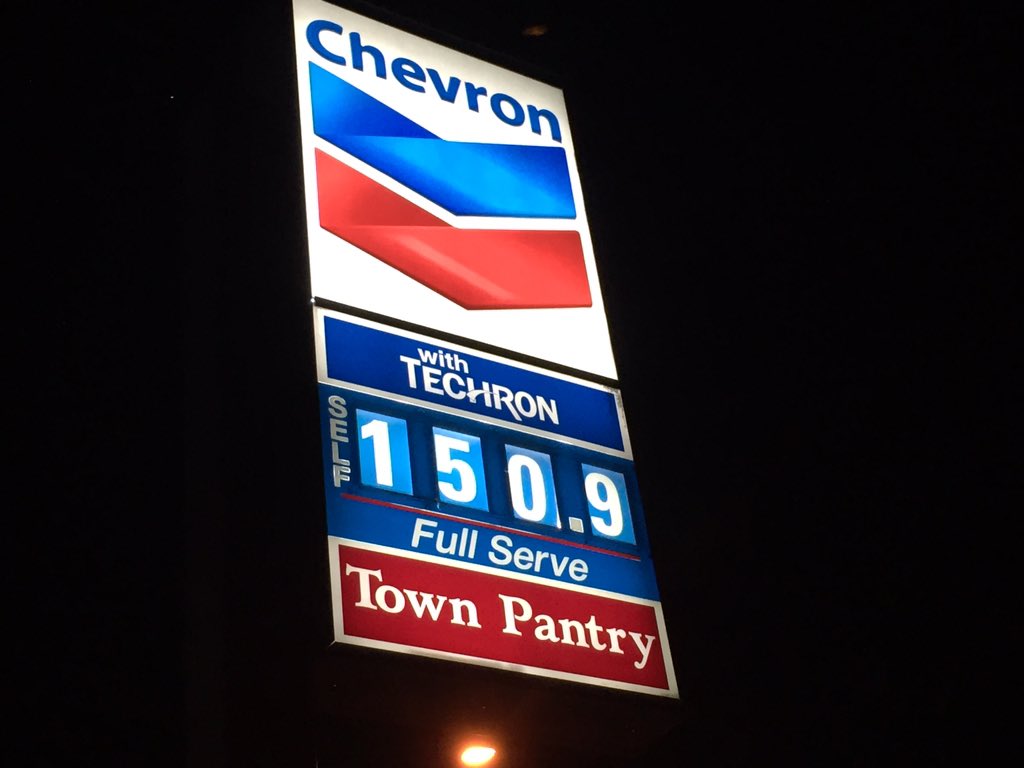 Chevron
with
TECHRON
SELF
150.9
Full Serve
Town Pantry